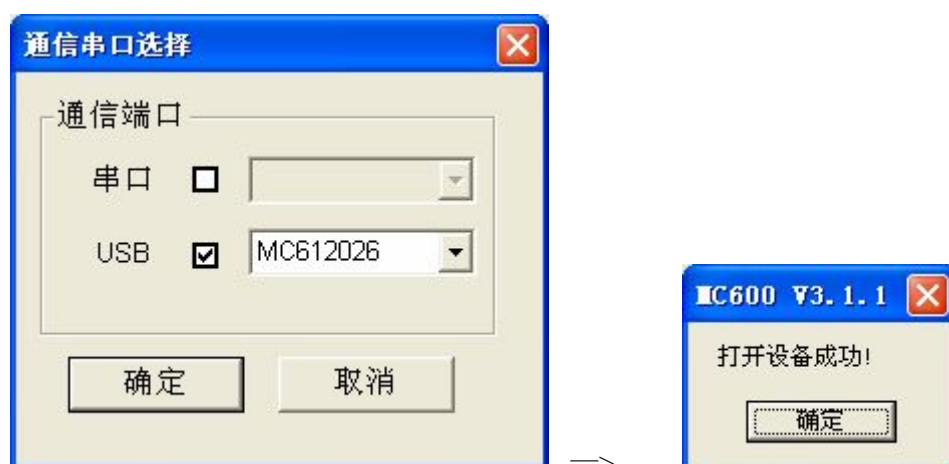 通信串口选择
通信端口
串口
USB MC612026
确定 取消
—>
MC600 V3.1.1
打开设备成功!
确定